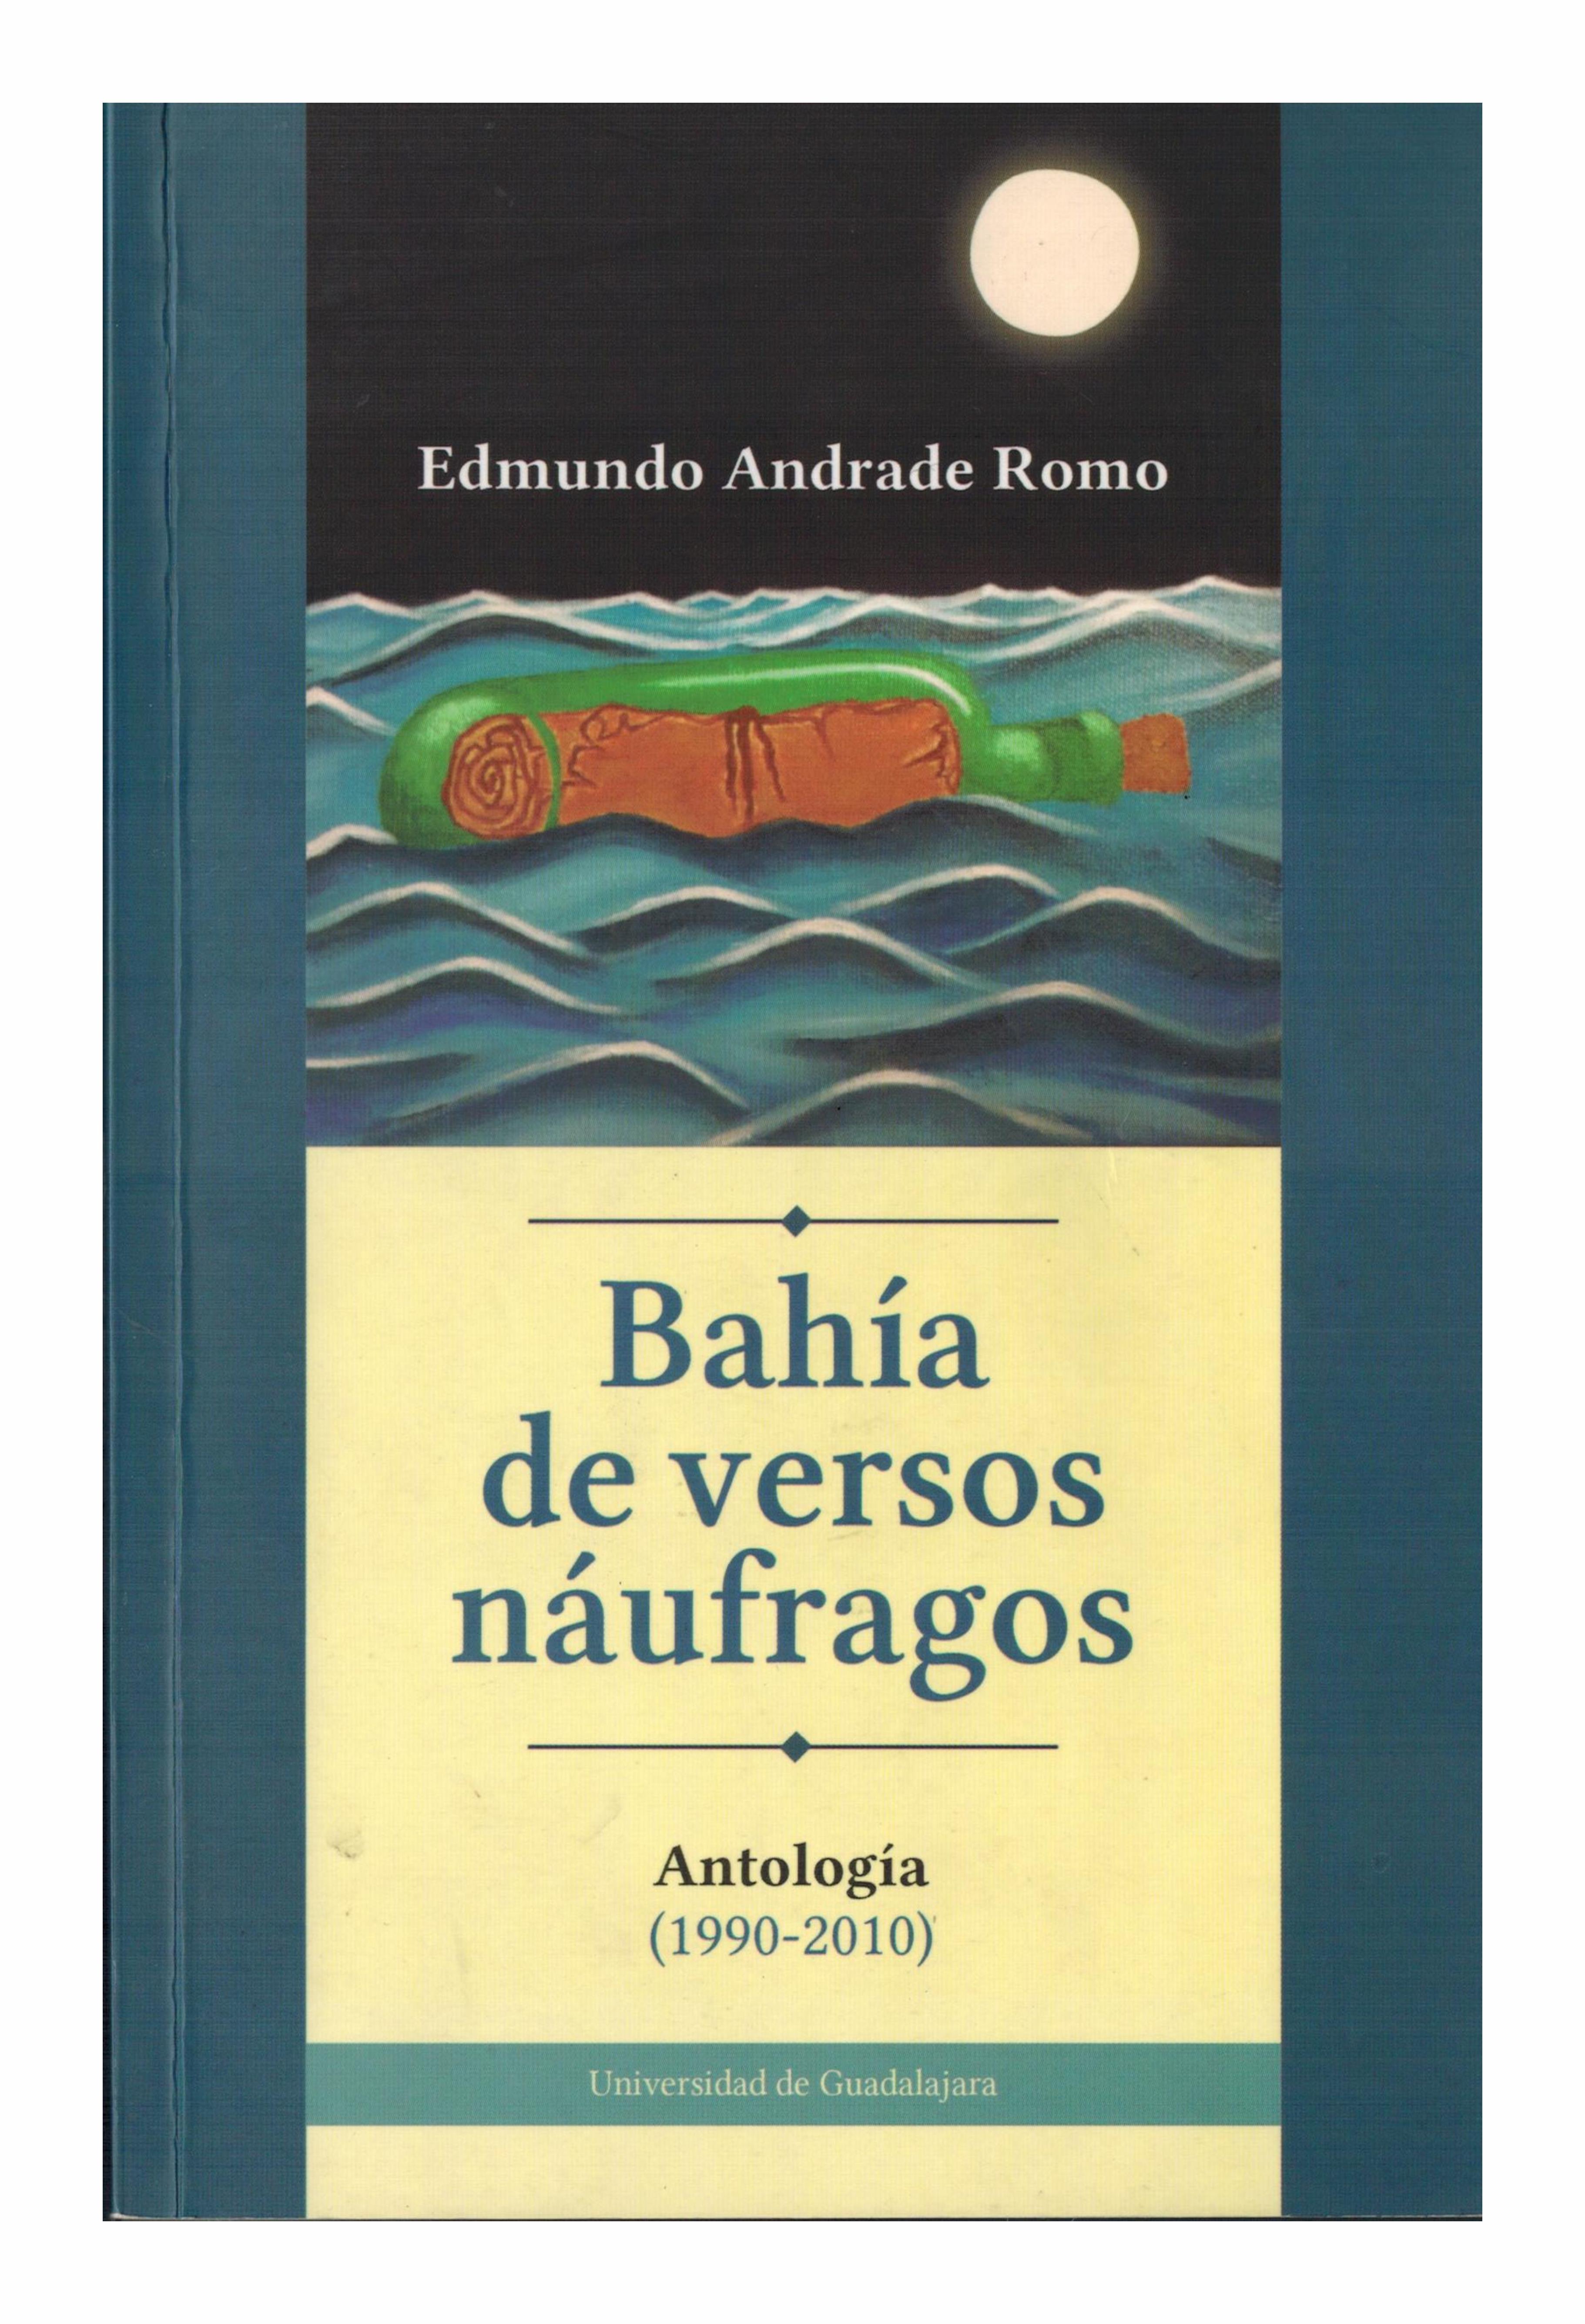 Edmundo Andrade Romo
Bahía
de versos
náufragos
Antología
(1990-2010)
Universidad de Guadalajara